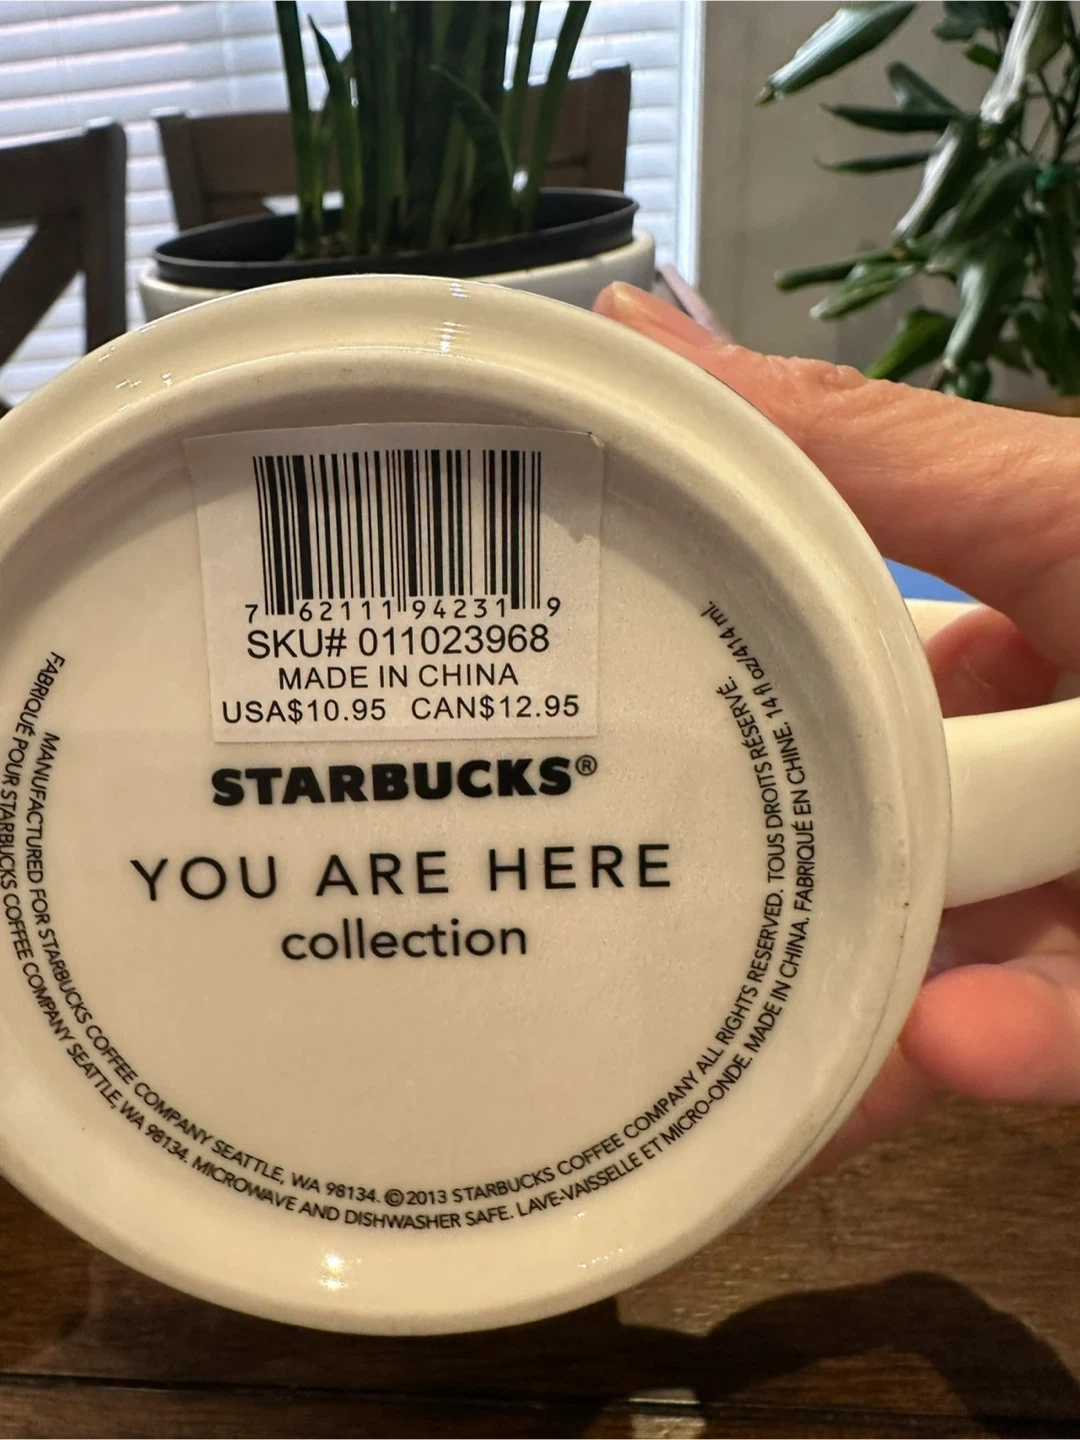 7 62111 94231 9
SKU# 011023968
MADE IN CHINA
USA$10.95 CAN$12.95
STARBUCKS®
YOU ARE HERE
collection
MANUFACTURED FOR STARBUCKS COFFEE COMPANY SEATTLE, WA 98134. ©2013 STARBUCKS COFFEE COMPANY ALL RIGHTS RESERVED. TOUS DROITS RÉSERVÉ.
FABRIQUÉ POUR STARBUCKS COFFEE COMPANY SEATTLE, WA 98134. MICROWAVE AND DISHWASHER SAFE. LAVE-VAISSELLE ET MICRO-ONDE. MADE IN CHINA. FABRIQUÉ EN CHINE. 14 fl oz/414 ml.